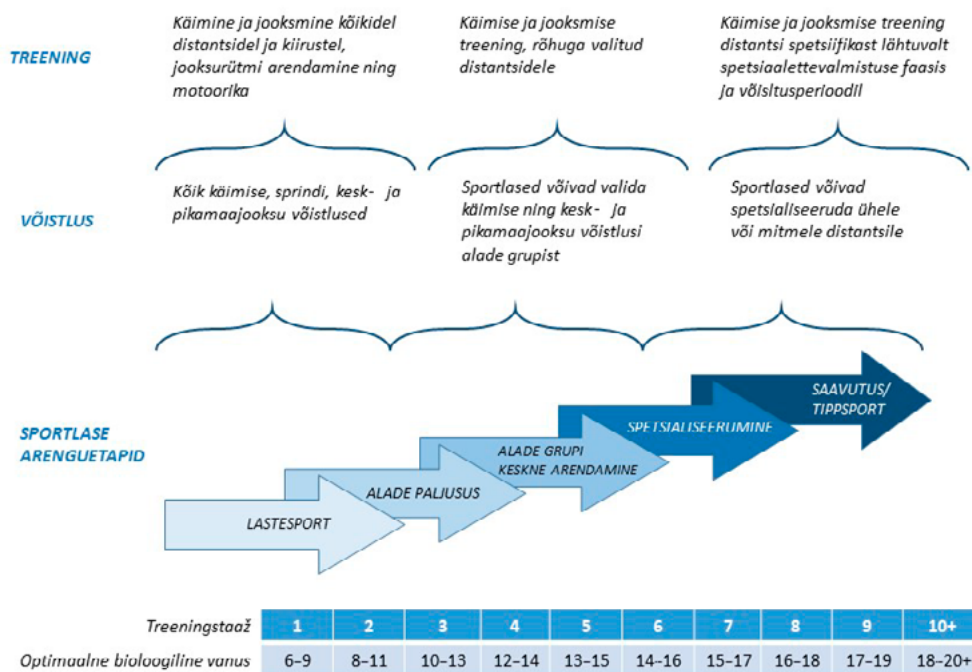 TREENING
Käimine ja jooksmine kõikidel
distantsidel ja kiirustel,
jooksurütmi arendamine ning
motoorika
Käimise ja jooksmise
treening, rõhuga valitud
distantsidele
Käimise ja jooksmise treening
distantsi spetsiifikast lähtuvalt
spetsiaalettevalmistuse faasis
ja võisltusperioodil
VÕISTLUS
Kõik käimise, sprindi, kesk- ja
pikamaajooksu võistlused
Sportlased võivad valida
käimise ning kesk- ja
pikamaajooksu võistlusi
alade grupist
Sportlased võivad
spetsialiseeruda ühele
või mitmele distantsile
SPORTLASE
ARENGUETAPID
LASTESPORT
ALADE PALJUSUS
ALADE GRUPI
KESKNE ARENDAMINE
SPETSIALISEERUMINE
SAAVUTUS/
TIPPSPORT
Treeningstaaž 1 2 3 4 5 6 7 8 9 10+
Optimaalne bioloogiline vanus 6–9 8–11 10–13 12–14 13–15 14–16 15–17 16–18 17–19 18–20+